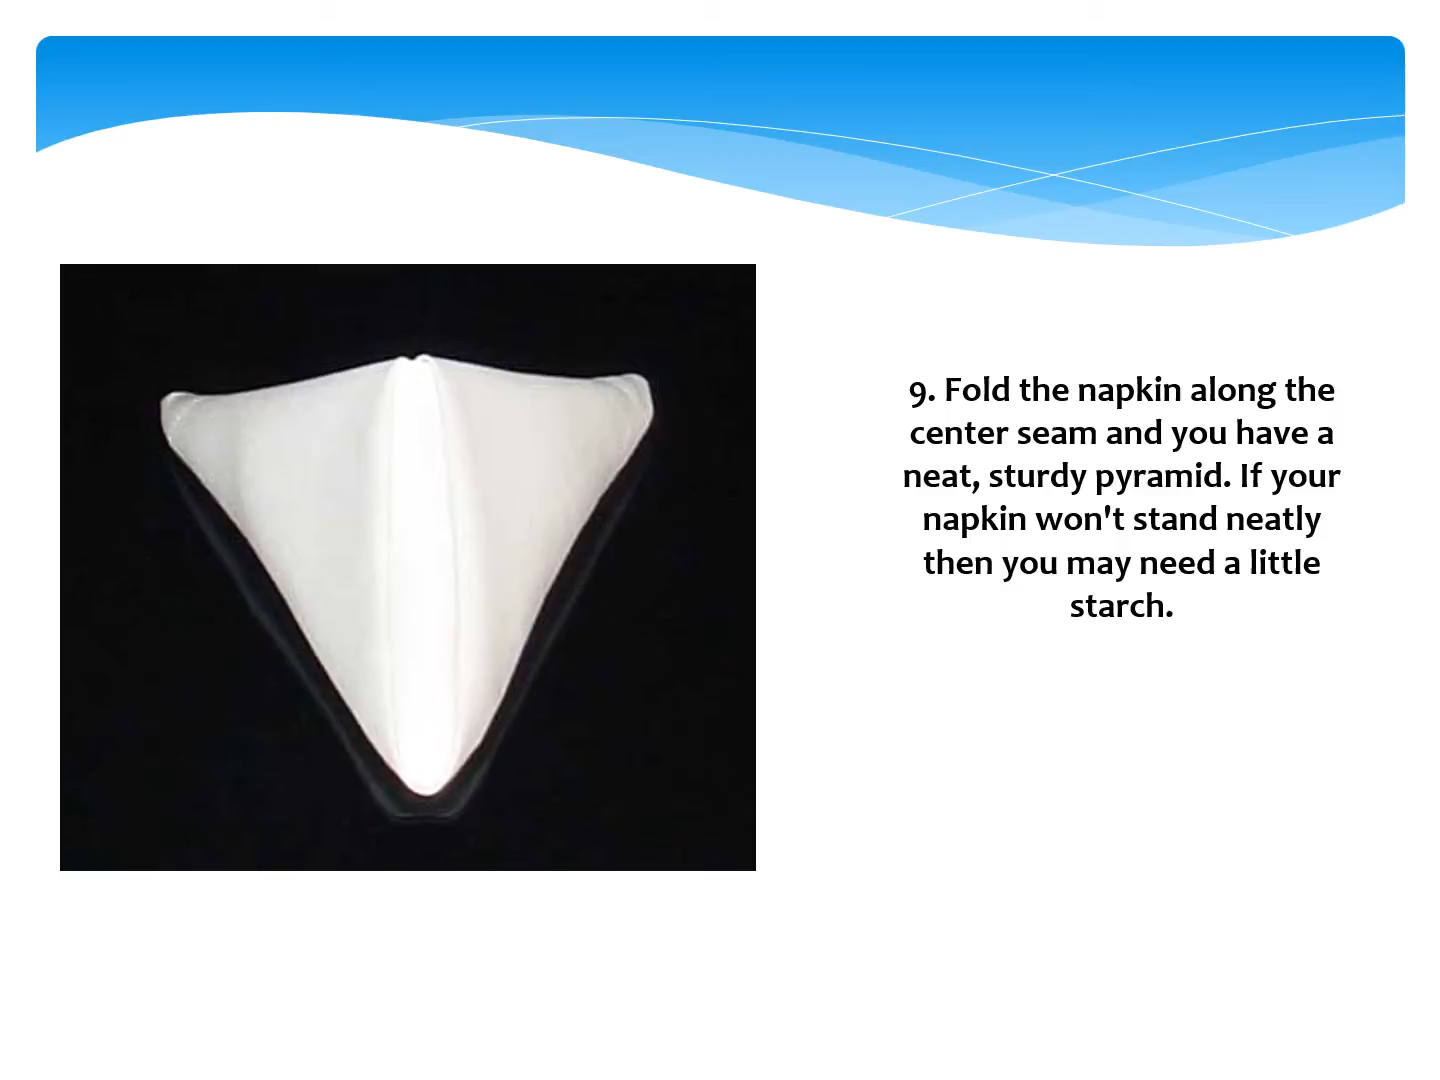 9. Fold the napkin along the
center seam and you have a
neat, sturdy pyramid. If your
napkin won't stand neatly
then you may need a little
starch.